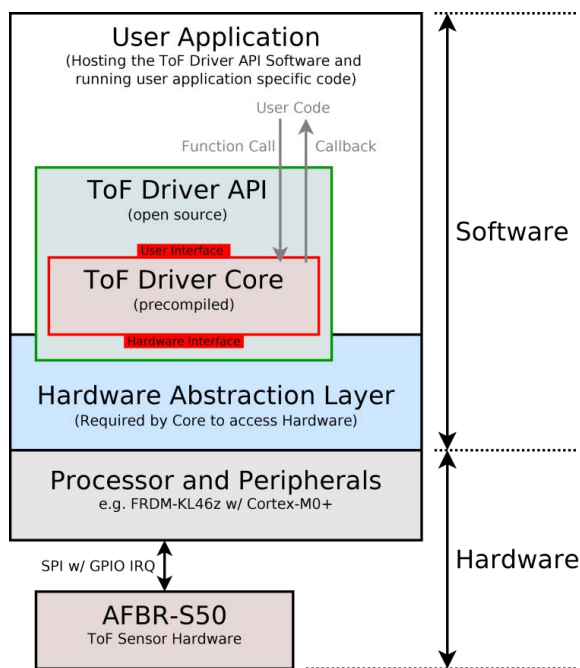 User Application
(Hosting the ToF Driver API Software and
running user application specific code)
User Code
Function Call
Callback
ToF Driver API
(open source)
User Interface
ToF Driver Core
(precompiled)
Hardware Interface
Hardware Abstraction Layer
(Required by Core to access Hardware)
Software
Processor and Peripherals
e.g. FRDM-KL46z w/ Cortex-M0+
SPI w/ GPIO IRQ
Hardware
AFBR-S50
ToF Sensor Hardware